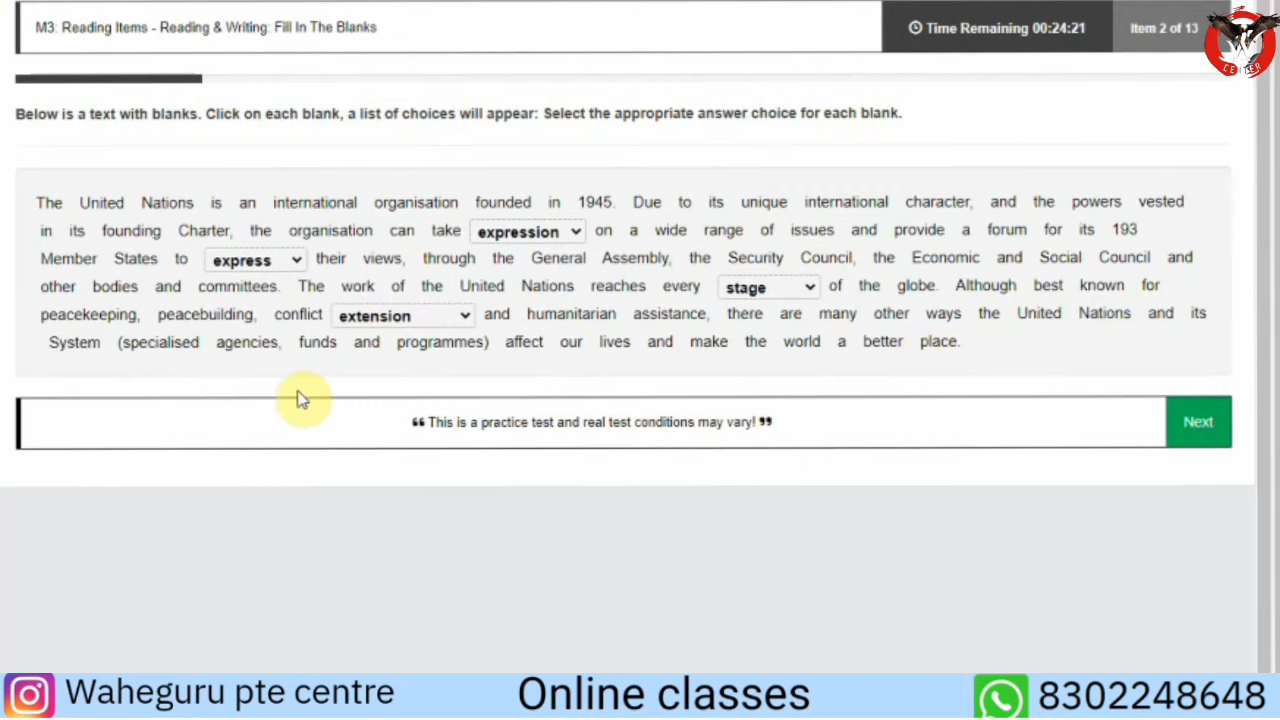 M3: Reading Items - Reading & Writing: Fill In The Blanks
Time Remaining 00:24:21
Item 2 of 13
CENTER
Below is a text with blanks. Click on each blank, a list of choices will appear: Select the appropriate answer choice for each blank.
The United Nations is an international organisation founded in 1945. Due to its unique international character, and the powers vested
in its founding Charter, the organisation can take expression on a wide range of issues and provide a forum for its 193
Member States to express their views, through the General Assembly, the Security Council, the Economic and Social Council and
other bodies and committees. The work of the United Nations reaches every stage of the globe. Although best known for
peacekeeping, peacebuilding, conflict extension and humanitarian assistance, there are many other ways the United Nations and its
System (specialised agencies, funds and programmes) affect our lives and make the world a better place.
❝ This is a practice test and real test conditions may vary! ❞
Next
Waheguru pte centre
Online classes
8302248648